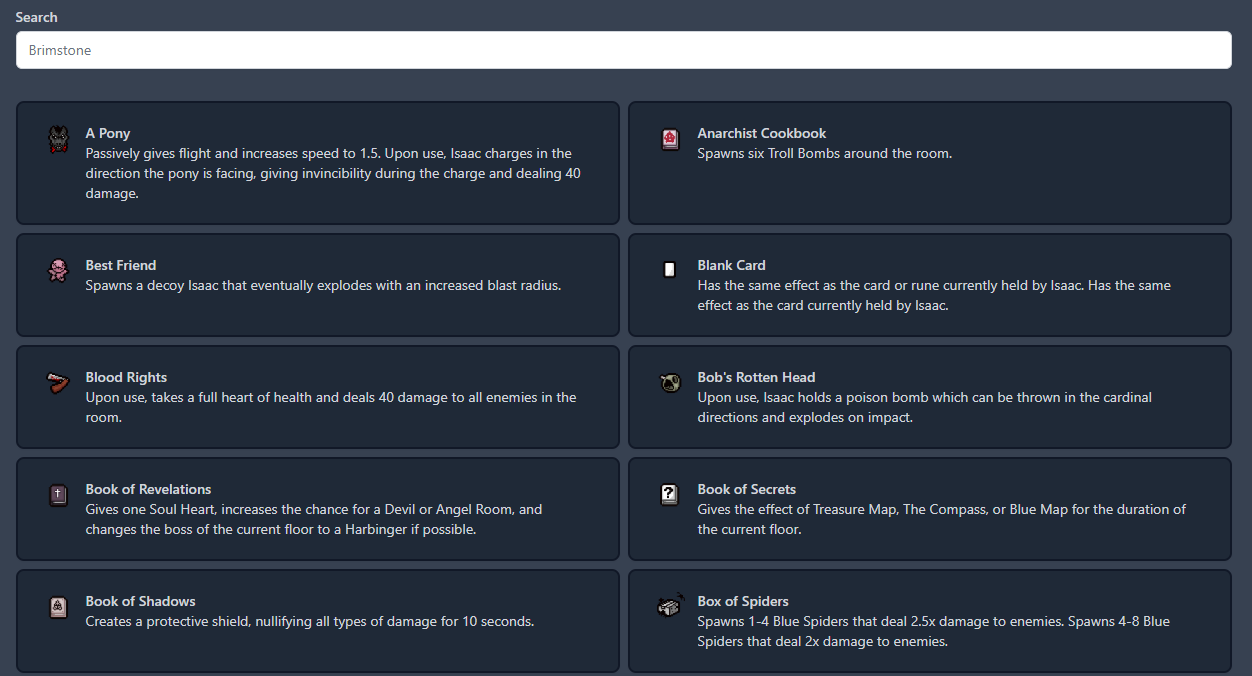 Search
Brimstone
A Pony
Passively gives flight and increases speed to 1.5. Upon use, Isaac charges in the
direction the pony is facing, giving invincibility during the charge and dealing 40
damage.
Anarchist Cookbook
Spawns six Troll Bombs around the room.
Best Friend
Spawns a decoy Isaac that eventually explodes with an increased blast radius.
Blank Card
Has the same effect as the card or rune currently held by Isaac. Has the same
effect as the card currently held by Isaac.
Blood Rights
Upon use, takes a full heart of health and deals 40 damage to all enemies in the
room.
Bob's Rotten Head
Upon use, Isaac holds a poison bomb which can be thrown in the cardinal
directions and explodes on impact.
Book of Revelations
Gives one Soul Heart, increases the chance for a Devil or Angel Room, and
changes the boss of the current floor to a Harbinger if possible.
?
Book of Secrets
Gives the effect of Treasure Map, The Compass, or Blue Map for the duration of
the current floor.
Book of Shadows
Creates a protective shield, nullifying all types of damage for 10 seconds.
Box of Spiders
Spawns 1-4 Blue Spiders that deal 2.5x damage to enemies. Spawns 4-8 Blue
Spiders that deal 2x damage to enemies.